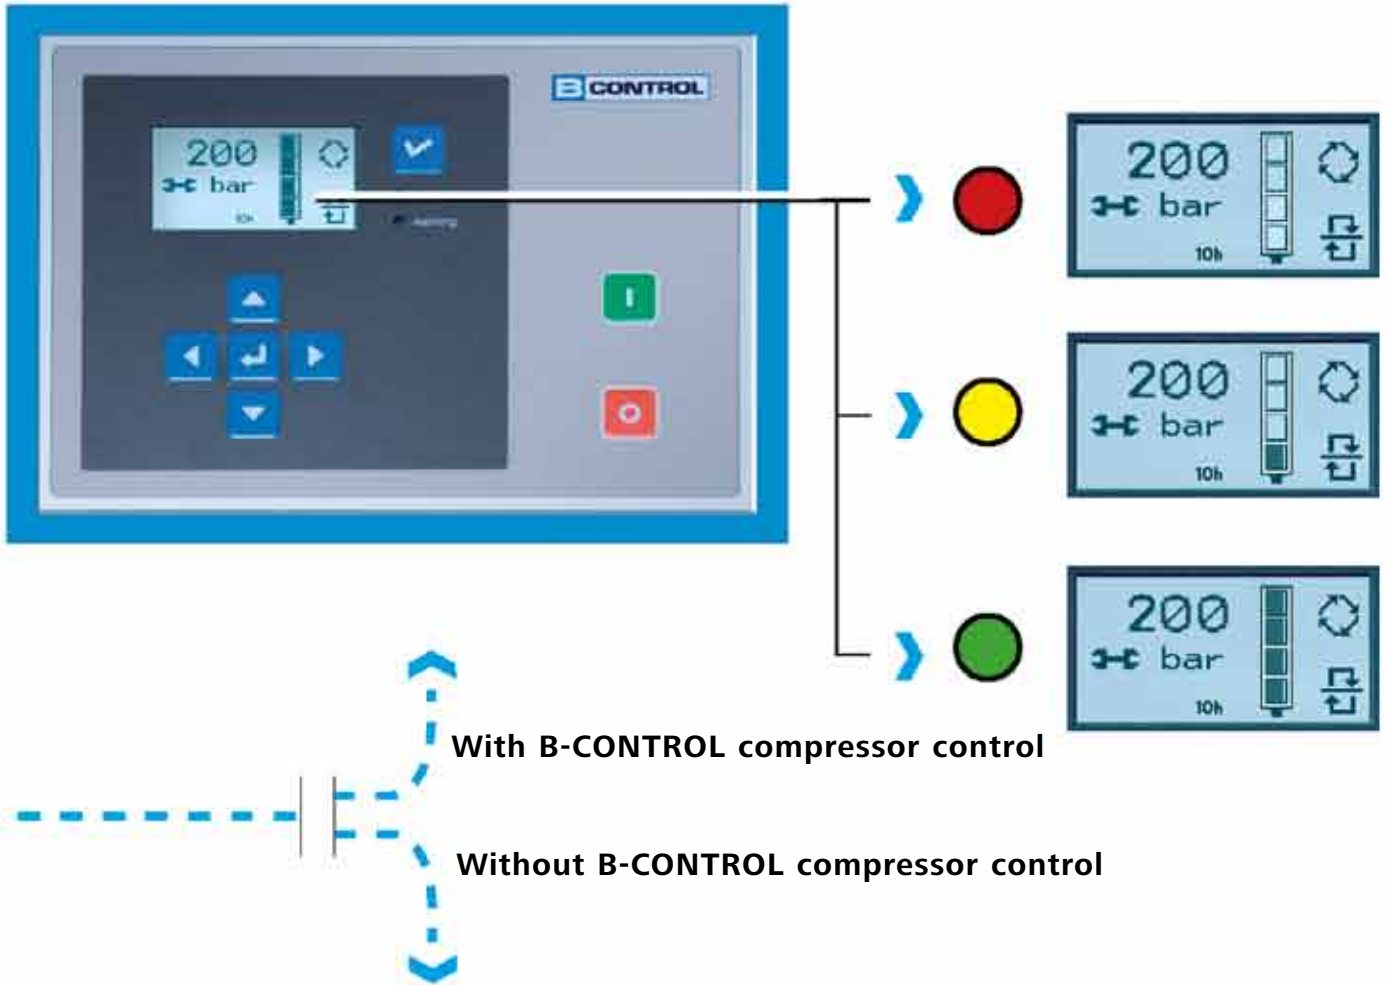 B CONTROL
200
bar
10h
I
O
200
bar
10h
200
bar
10h
200
bar
10h
With B-CONTROL compressor control
Without B-CONTROL compressor control